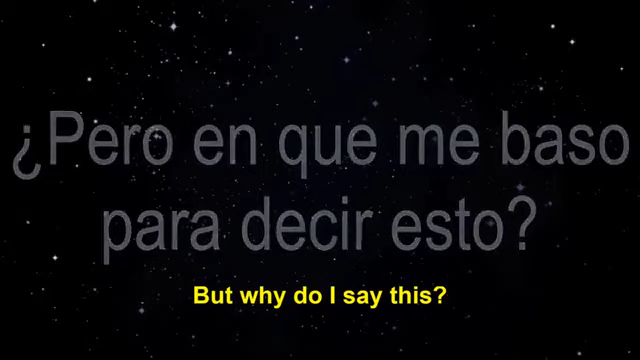 ¿Pero en que me baso
para decir esto?
But why do I say this?